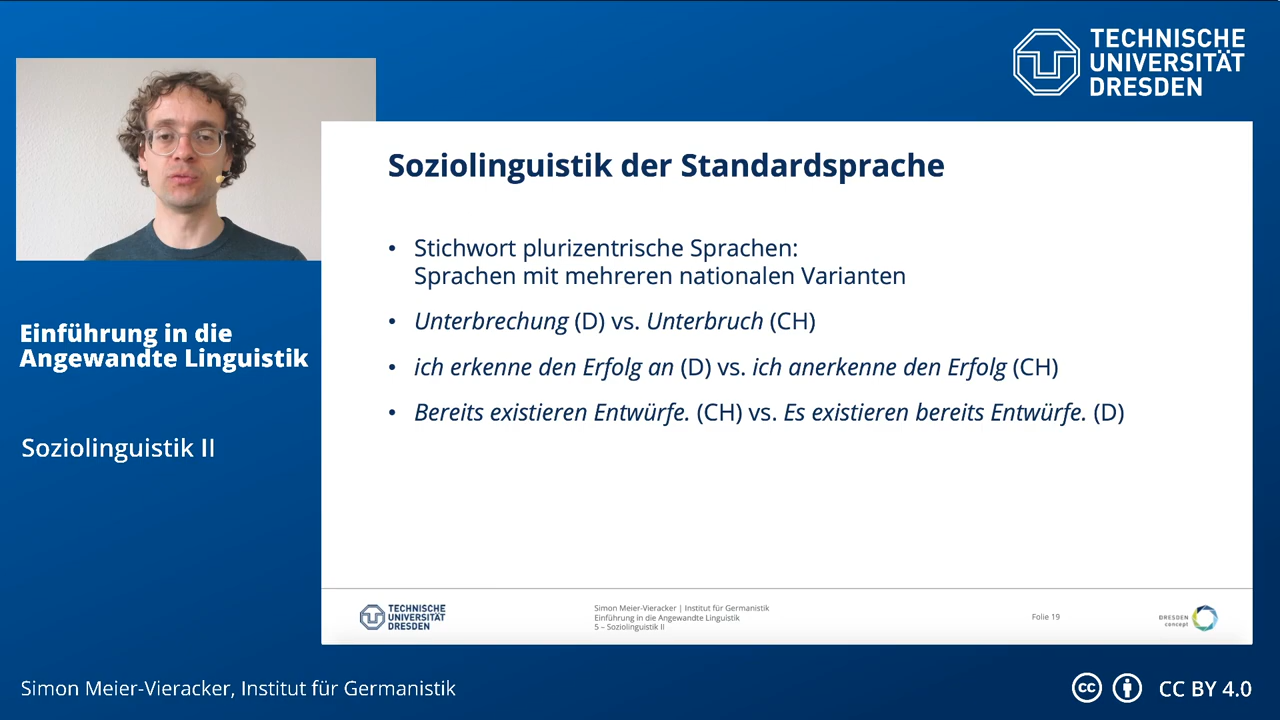 TECHNISCHE
UNIVERSITÄT
DRESDEN
Soziolinguistik der Standardsprache
• Stichwort plurizentrische Sprachen:
Sprachen mit mehreren nationalen Varianten
• Unterbrechung (D) vs. Unterbruch (CH)
• ich erkenne den Erfolg an (D) vs. ich anerkenne den Erfolg (CH)
• Bereits existieren Entwürfe. (CH) vs. Es existieren bereits Entwürfe. (D)
Einführung in die
Angewandte Linguistik
Soziolinguistik II
TECHNISCHE
UNIVERSITÄT
DRESDEN
Simon Meier-Vieracker | Institut für Germanistik
Einführung in die Angewandte Linguistik
5 – Soziolinguistik II
Folie 19
DRESDEN
concept
Simon Meier-Vieracker, Institut für Germanistik
cc
CC BY 4.0